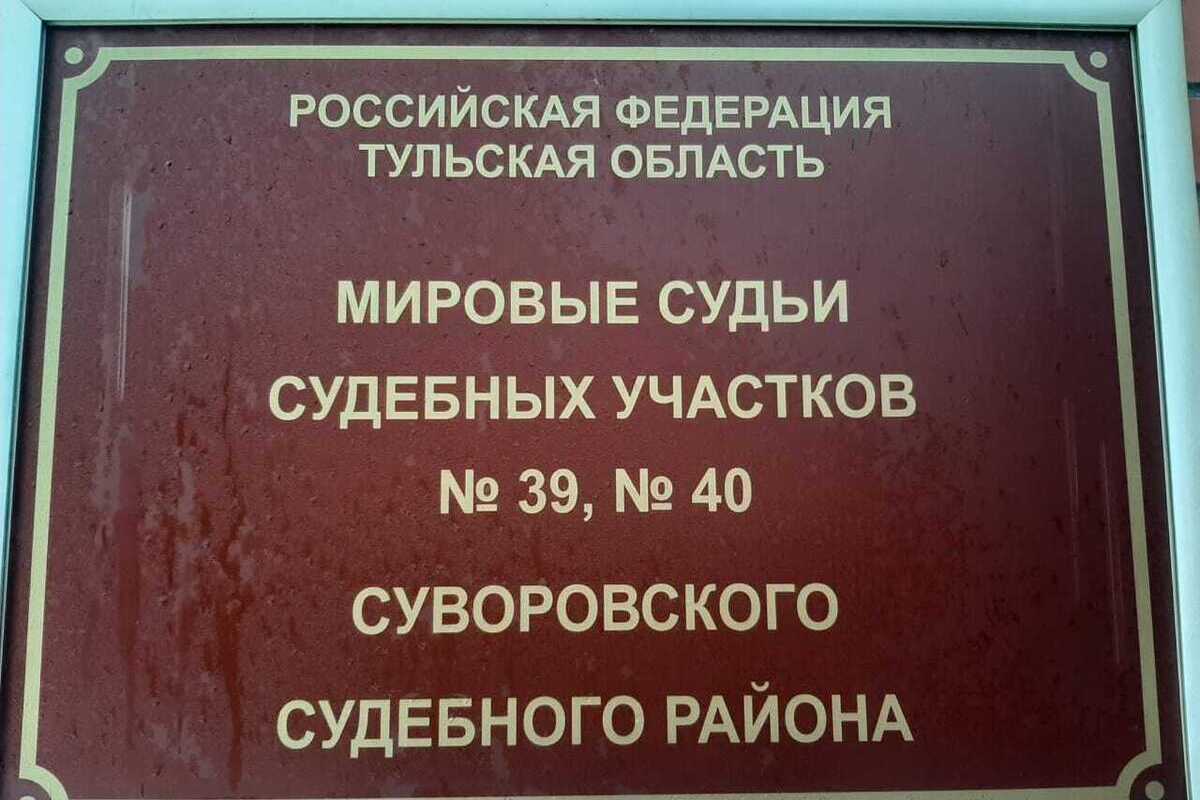 РОССИЙСКАЯ ФЕДЕРАЦИЯ
ТУЛЬСКАЯ ОБЛАСТЬ
МИРОВЫЕ СУДЬИ
СУДЕБНЫХ УЧАСТКОВ
№ 39, № 40
СУВОРОВСКОГО
СУДЕБНОГО РАЙОНА